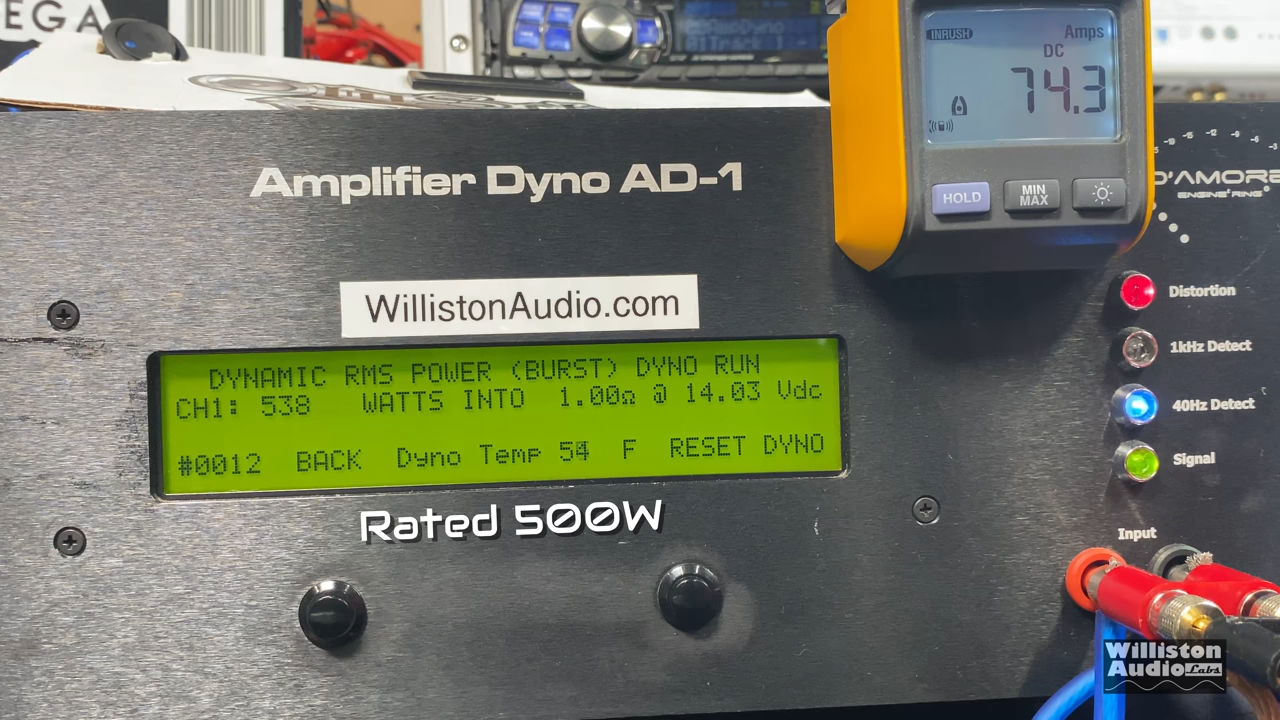 EGA
INRUSH
Amps
DC
74.3
HOLD
MIN
MAX
Amplifier Dyno AD-1
D'AMORE
ENGINEERING
WillistonAudio.com
DYNAMIC RMS POWER (BURST) DYNO RUN
CH1: 538 WATTS INTO 1.00Ω @ 14.03 Vdc
#0012 BACK Dyno Temp 54 F RESET DYNO
Rated 500W
Distortion
1kHz Detect
40Hz Detect
Signal
Input
Williston
Audio Labs